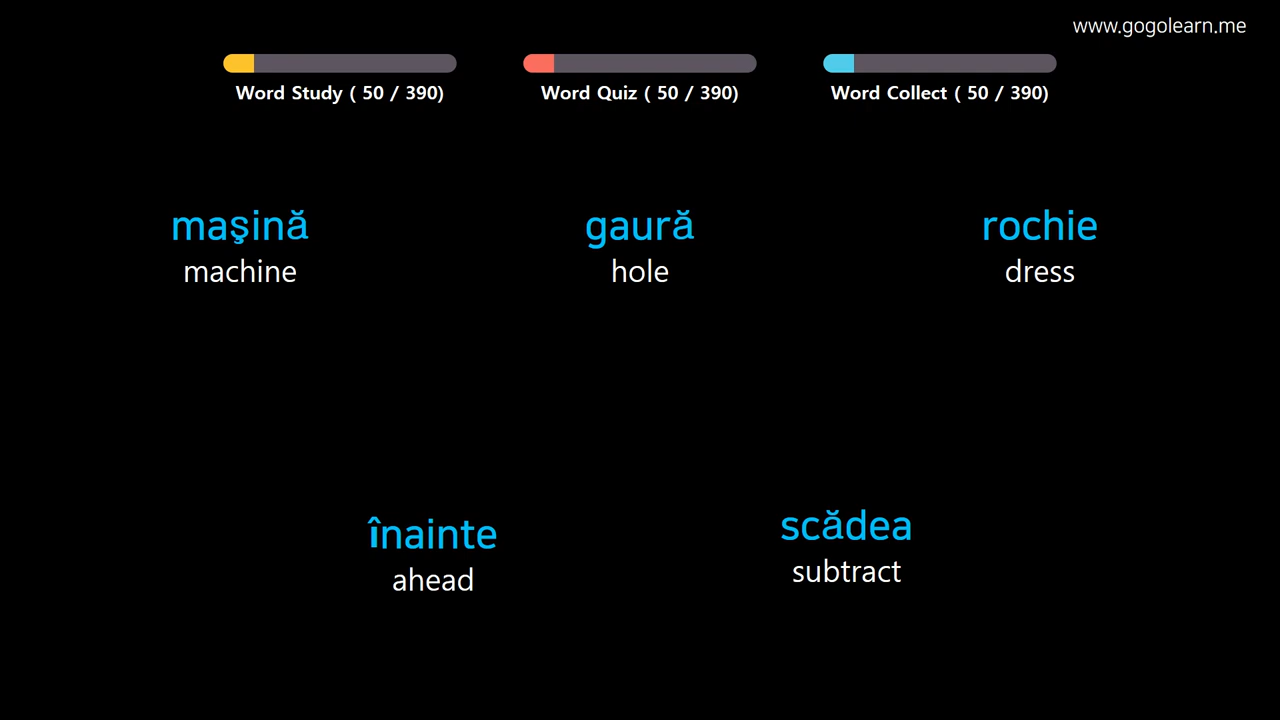 www.gogolearn.me
Word Study ( 50 / 390)
Word Quiz ( 50 / 390)
Word Collect ( 50 / 390)
maşină
machine
gaură
hole
rochie
dress
înainte
ahead
scădea
subtract